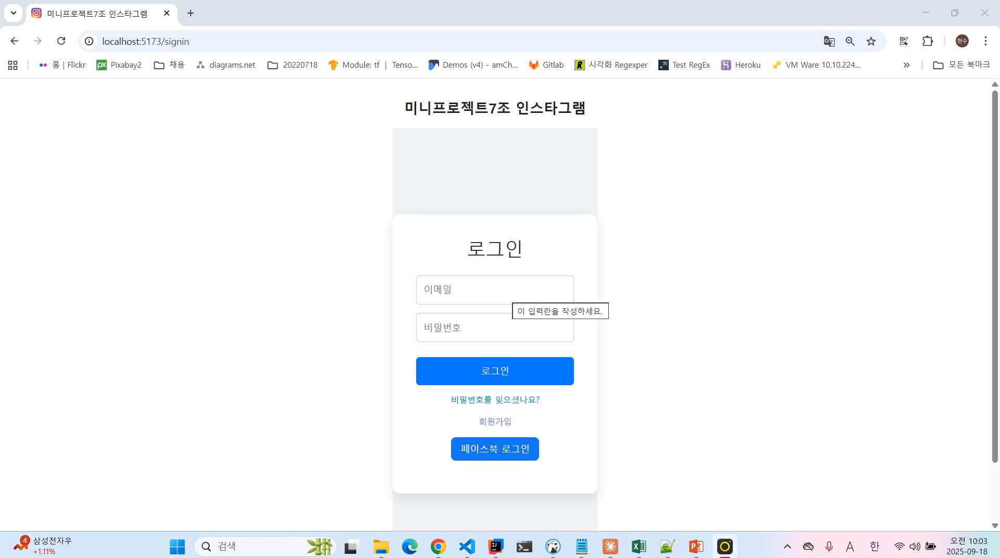 미니프로젝트7조 인스타그램
localhost:5173/signin
현수
홈 | Flickr
Pixabay2
채용
diagrams.net
20220718
Module: tf | Tenso...
Demos (v4) - amCh...
Gitlab
시각화 Regexper
Test RegEx
Heroku
VM Ware 10.10.224...
모든 북마크
미니프로젝트7조 인스타그램
로그인
이메일
이 입력란을 작성하세요.
비밀번호
로그인
비밀번호를 잊으셨나요?
회원가입
페이스북 로그인
4
삼성전자우
+1.11%
검색
A
한
오전 10:03
2025-09-18